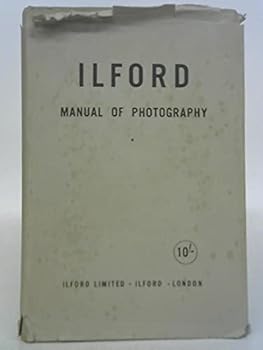 ILFORD
MANUAL OF PHOTOGRAPHY
10/-
ILFORD LIMITED - ILFORD - LONDON